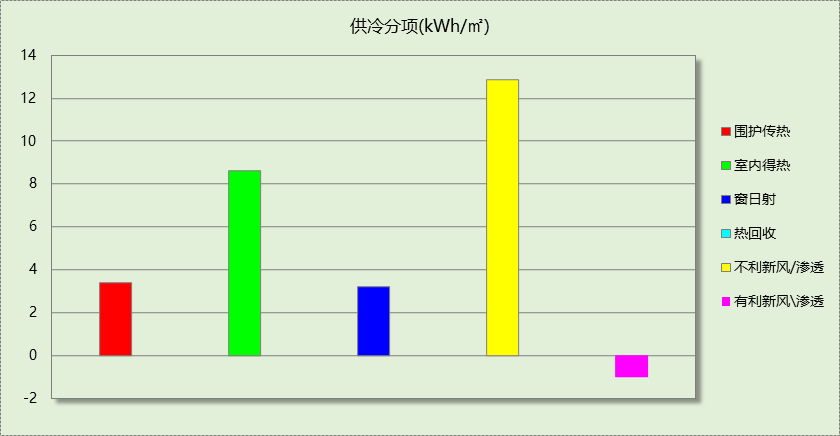 供冷分项(kWh/㎡)
14
12
10
8
6
4
2
0
-2
围护传热
室内得热
窗日射
热回收
不利新风/渗透
有利新风\渗透